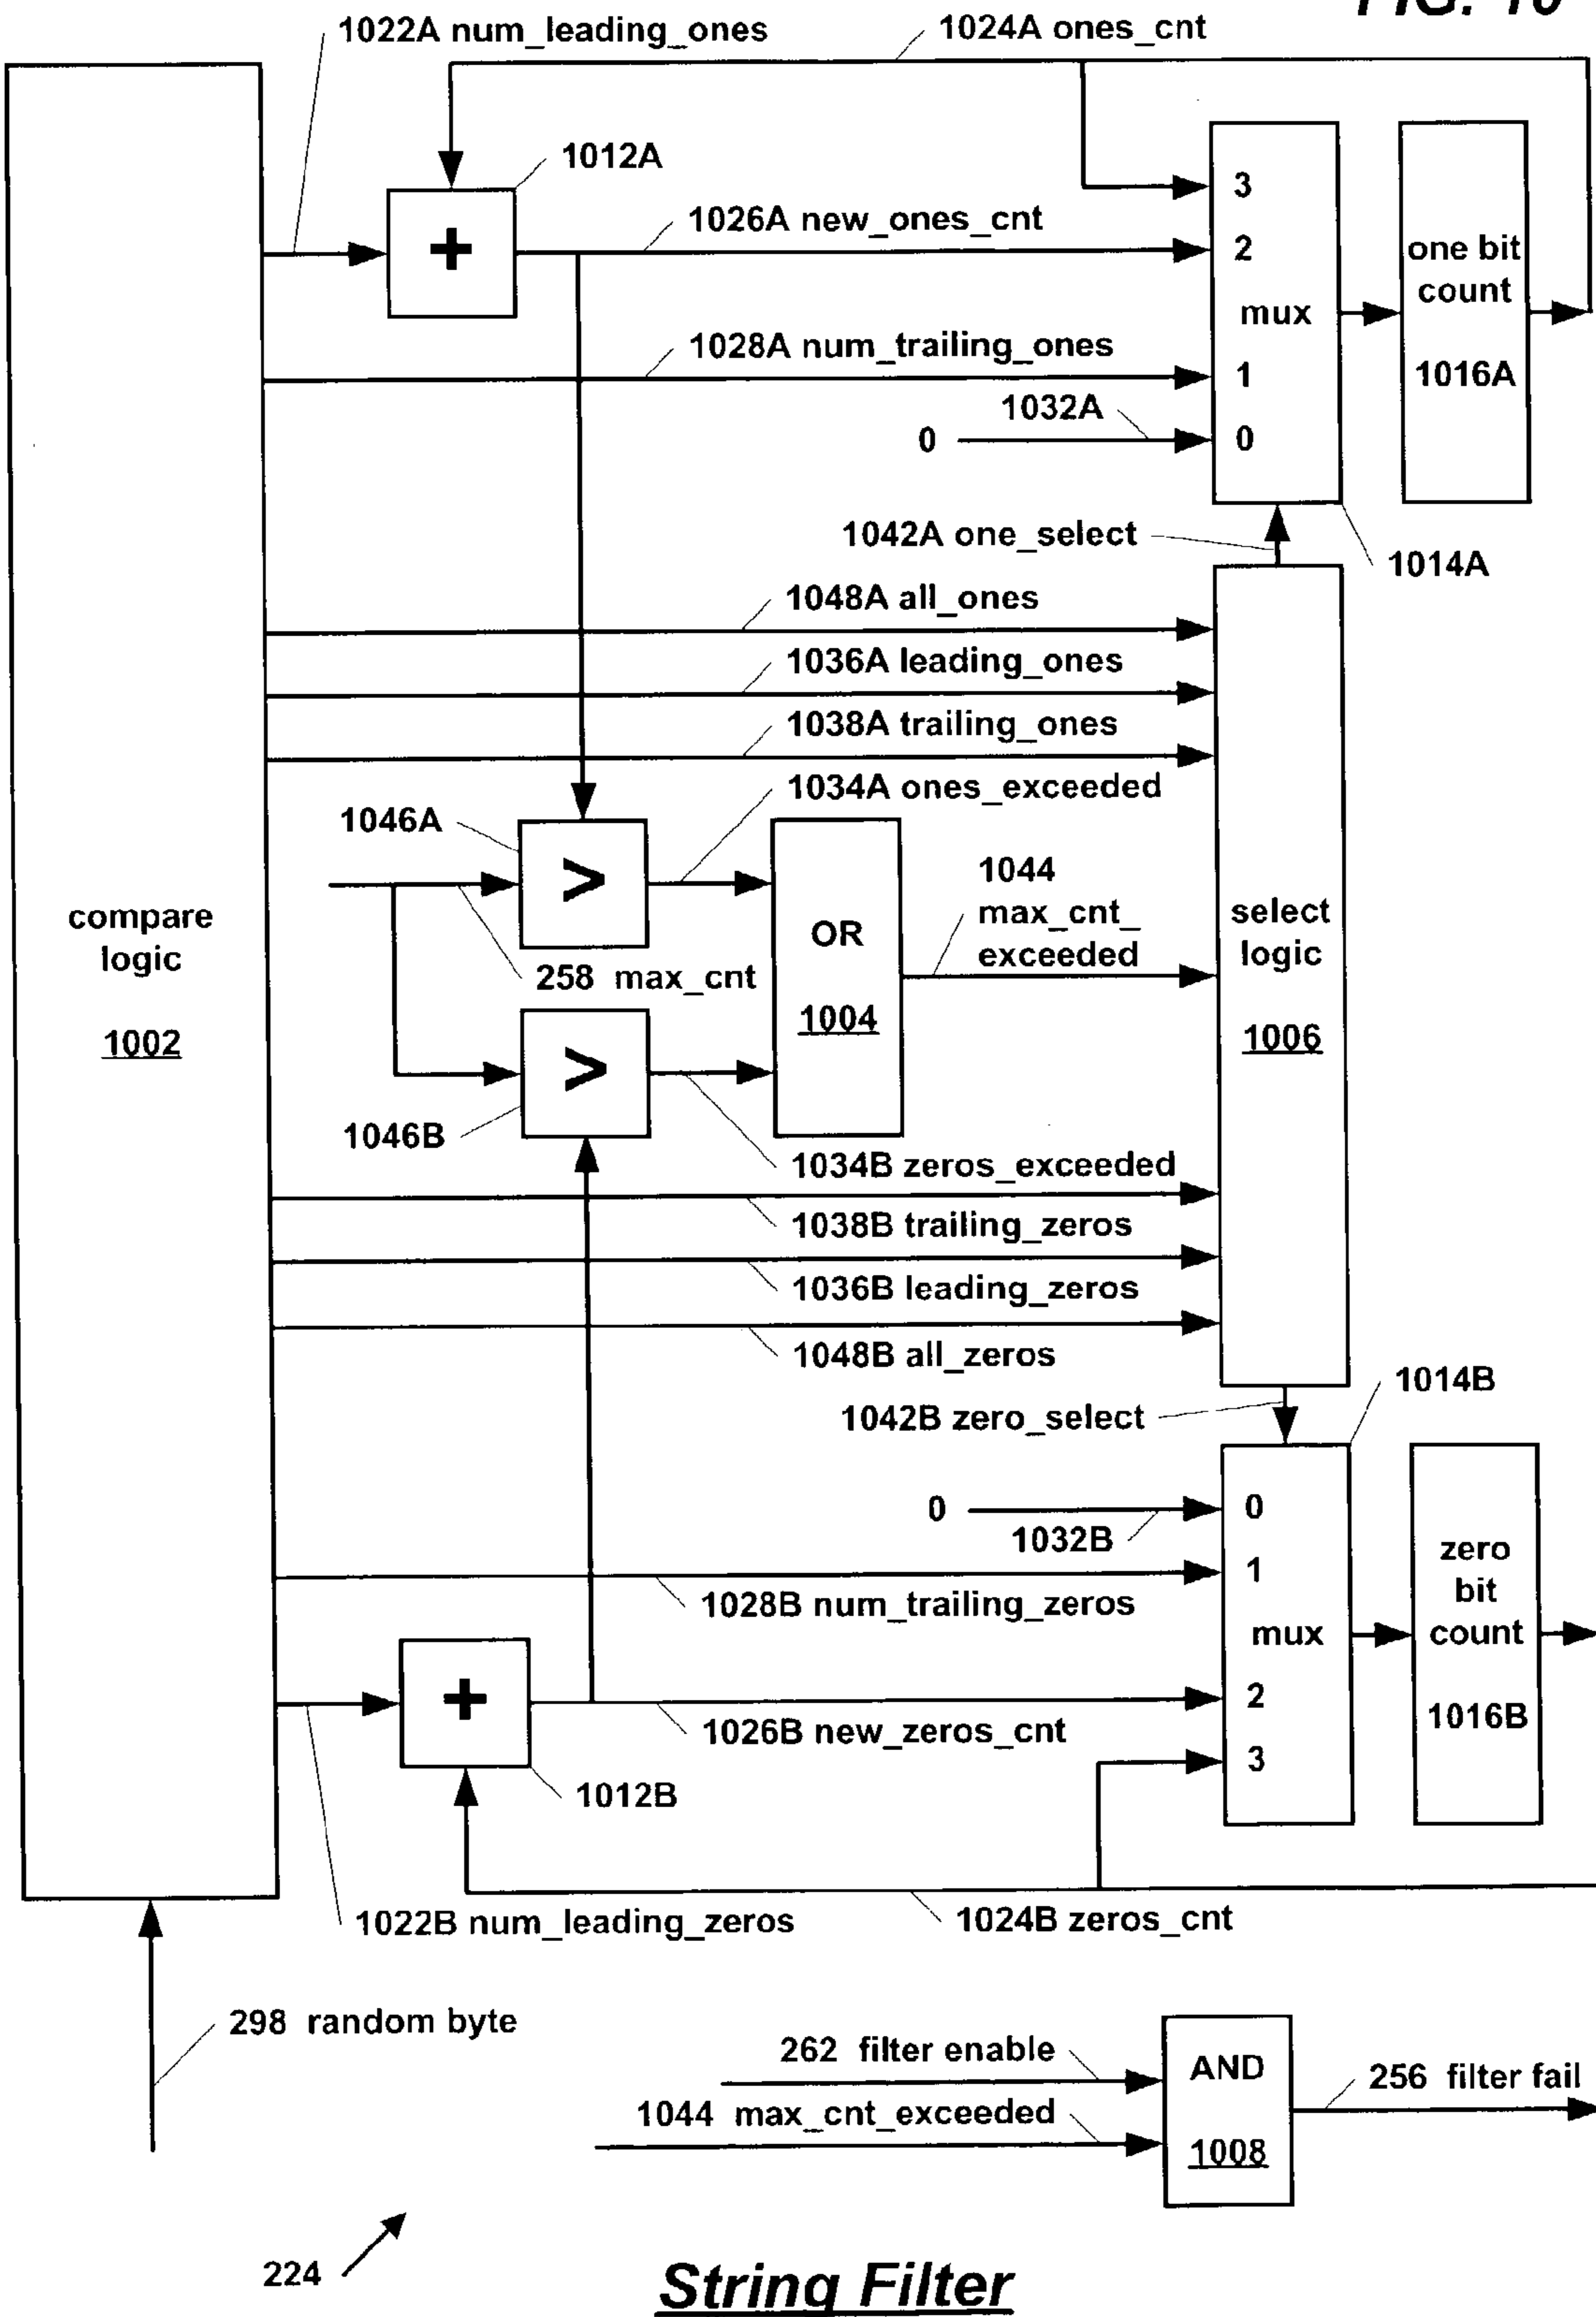 FIG. 10
1022A num_leading_ones
1024A ones_cnt
1012A
+
3
1026A new_ones_cnt
2
one bit
count
mux
1028A num_trailing_ones
1
1016A
1032A
0
0
1042A one_select
1014A
1048A all_ones
1036A leading_ones
1038A trailing_ones
1034A ones_exceeded
1046A
>
compare
logic
1002
258 max_cnt
OR
1004
1044
max_cnt_
exceeded
select
logic
1006
>
1046B
1034B zeros_exceeded
1038B trailing_zeros
1036B leading_zeros
1048B all_zeros
1014B
1042B zero_select
0
0
1032B
1
zero
bit
count
1028B num_trailing_zeros
mux
+
2
1016B
1026B new_zeros_cnt
3
1012B
1022B num_leading_zeros
1024B zeros_cnt
298 random byte
262 filter enable
AND
256 filter fail
1044 max_cnt_exceeded
1008
224
String Filter